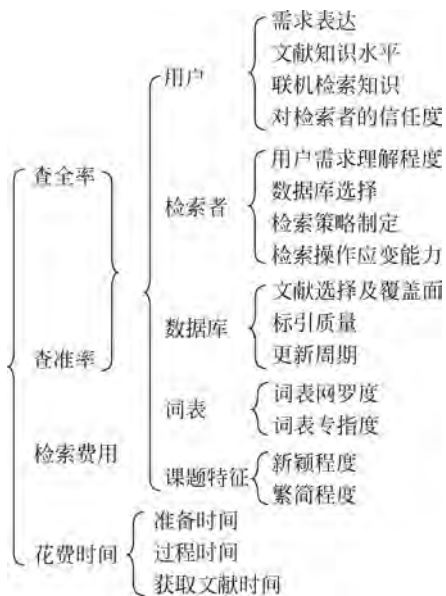 查全率
查准率
检索费用
花费时间
用户
需求表达
文献知识水平
联机检索知识
对检索者的信任度
检索者
用户需求理解程度
数据库选择
检索策略制定
检索操作应变能力
数据库
文献选择及覆盖面
标引质量
更新周期
词表
词表网罗度
词表专指度
课题特征
新颖程度
繁简程度
准备时间
过程时间
获取文献时间